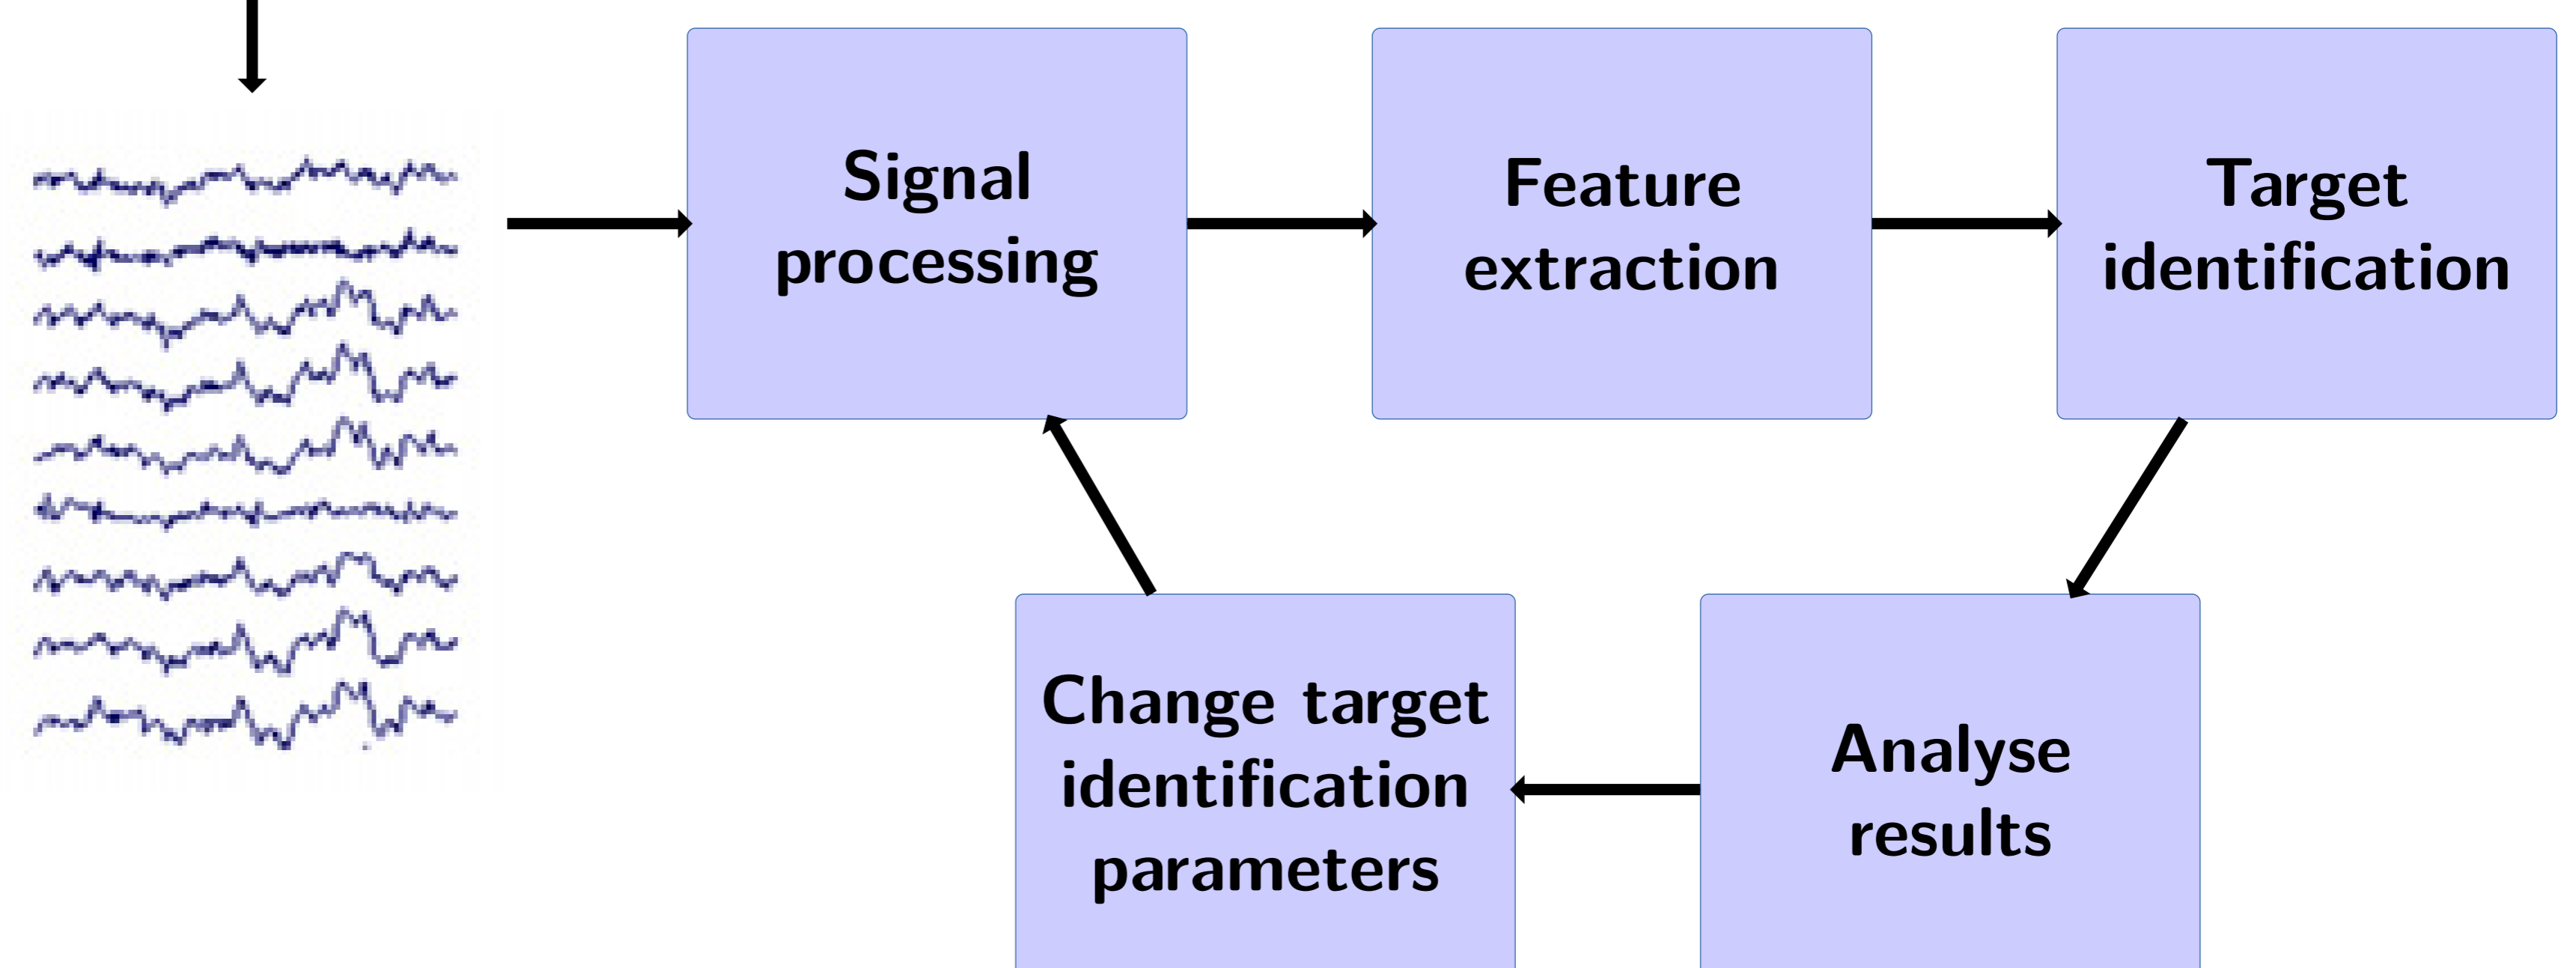 Signal
processing
Feature
extraction
Target
identification
Change target
identification
parameters
Analyse
results